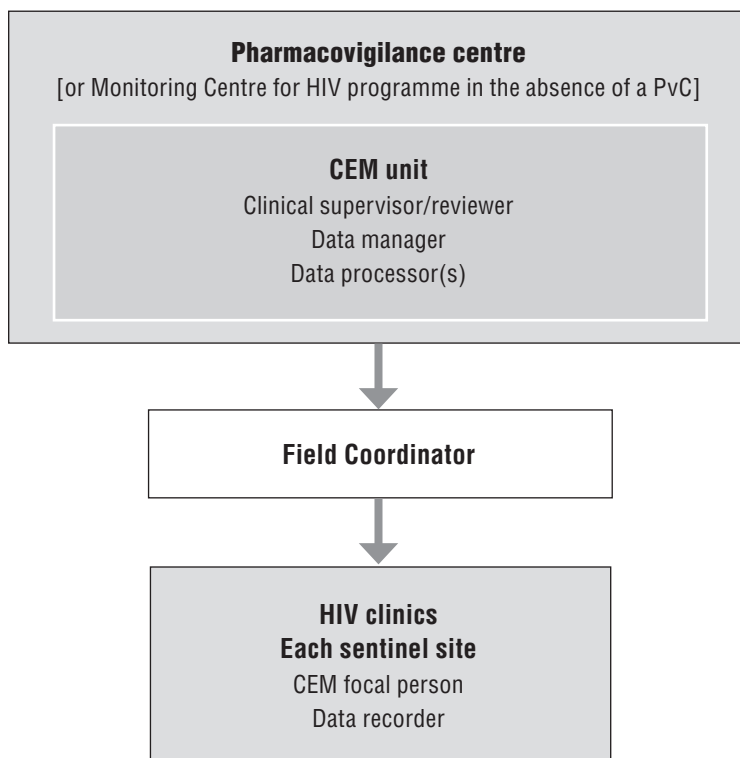 Pharmacovigilance centre
[or Monitoring Centre for HIV programme in the absence of a PvC]
CEM unit
Clinical supervisor/reviewer
Data manager
Data processor(s)
Field Coordinator
HIV clinics
Each sentinel site
CEM focal person
Data recorder